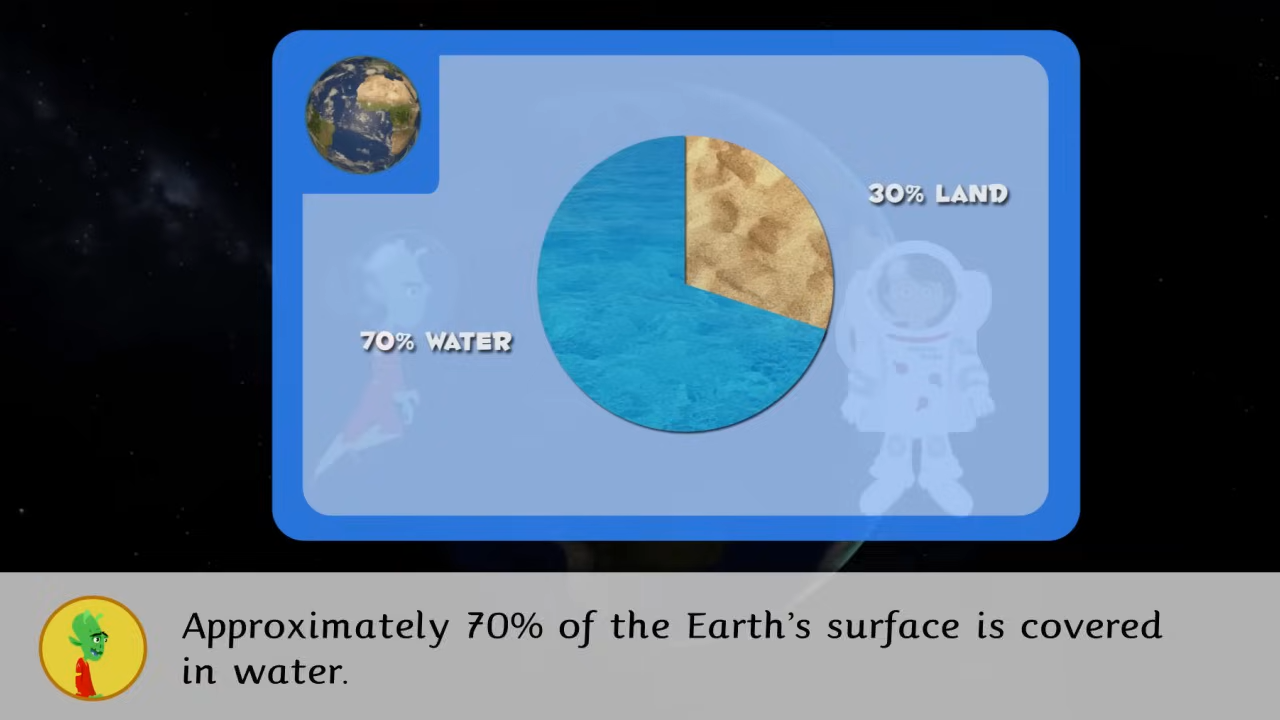 30% LAND
70% WATER
Approximately 70% of the Earth's surface is covered
in water.